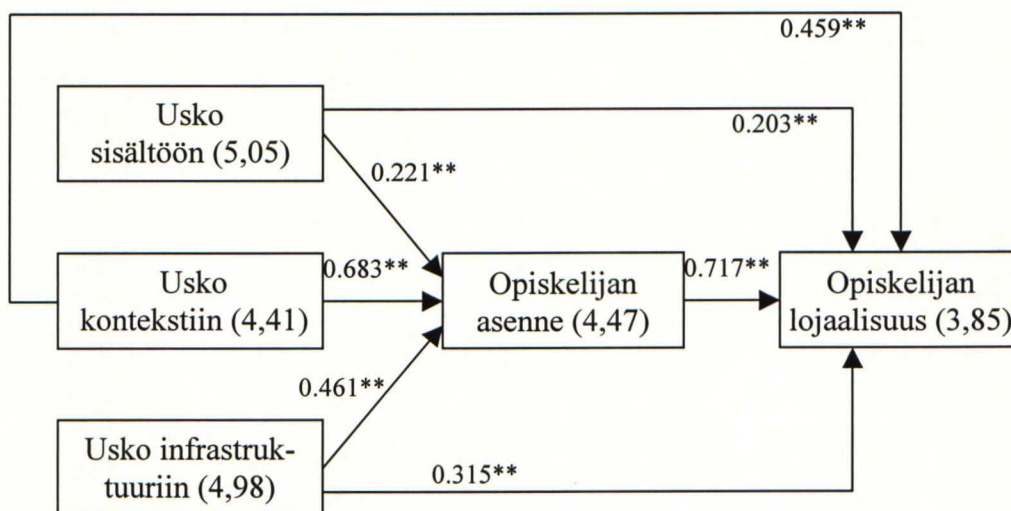 0.459**
Usko
sisältöön (5,05)
0.203**
0.221**
Usko
kontekstiin (4,41)
0.683**
Opiskelijan
asenne (4,47)
0.717**
Opiskelijan
lojaalisuus (3,85)
0.461**
Usko infrastruk-
tuuriin (4,98)
0.315**